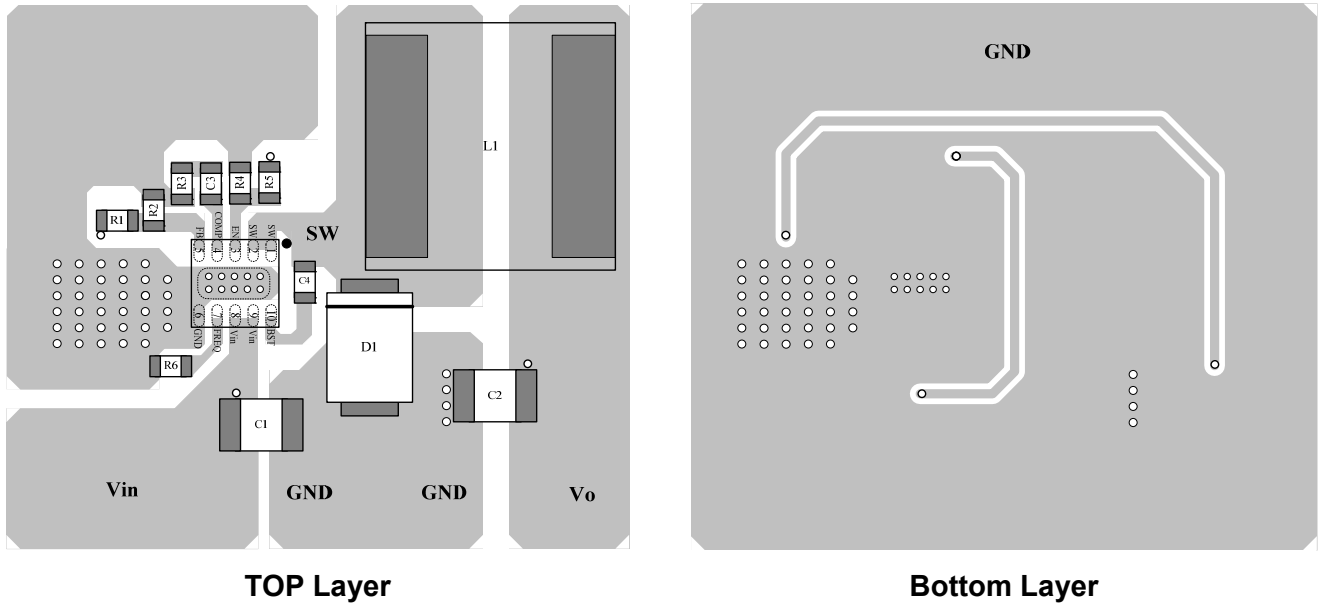 GND
L1
R3
C3
R4
R5
R2
R1
SW
FB
COMP
EN
SW
SW
5
4
3
2
1
C4
6
7
8
9
10
GND
FREQ
Vin
Vin
BST
D1
R6
C2
C1
Vin
GND
GND
Vo
TOP Layer
Bottom Layer